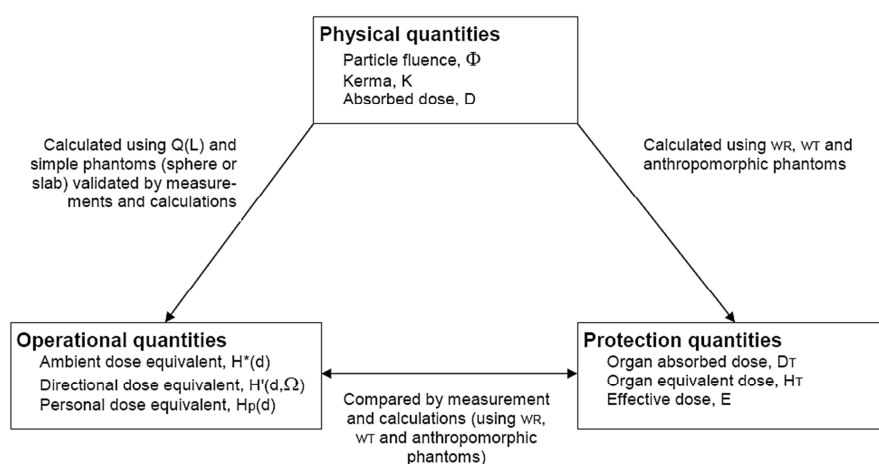 Physical quantities
Particle fluence, Φ
Kerma, K
Absorbed dose, D
Calculated using Q(L) and
simple phantoms (sphere or
slab) validated by measure-
ments and calculations
Calculated using wR, wT and
anthropomorphic phantoms
Operational quantities
Ambient dose equivalent, H*(d)
Directional dose equivalent, H'(d,Ω)
Personal dose equivalent, Hp(d)
Protection quantities
Organ absorbed dose, DT
Organ equivalent dose, HT
Effective dose, E
Compared by measurement
and calculations (using wR,
wT and anthropomorphic
phantoms)